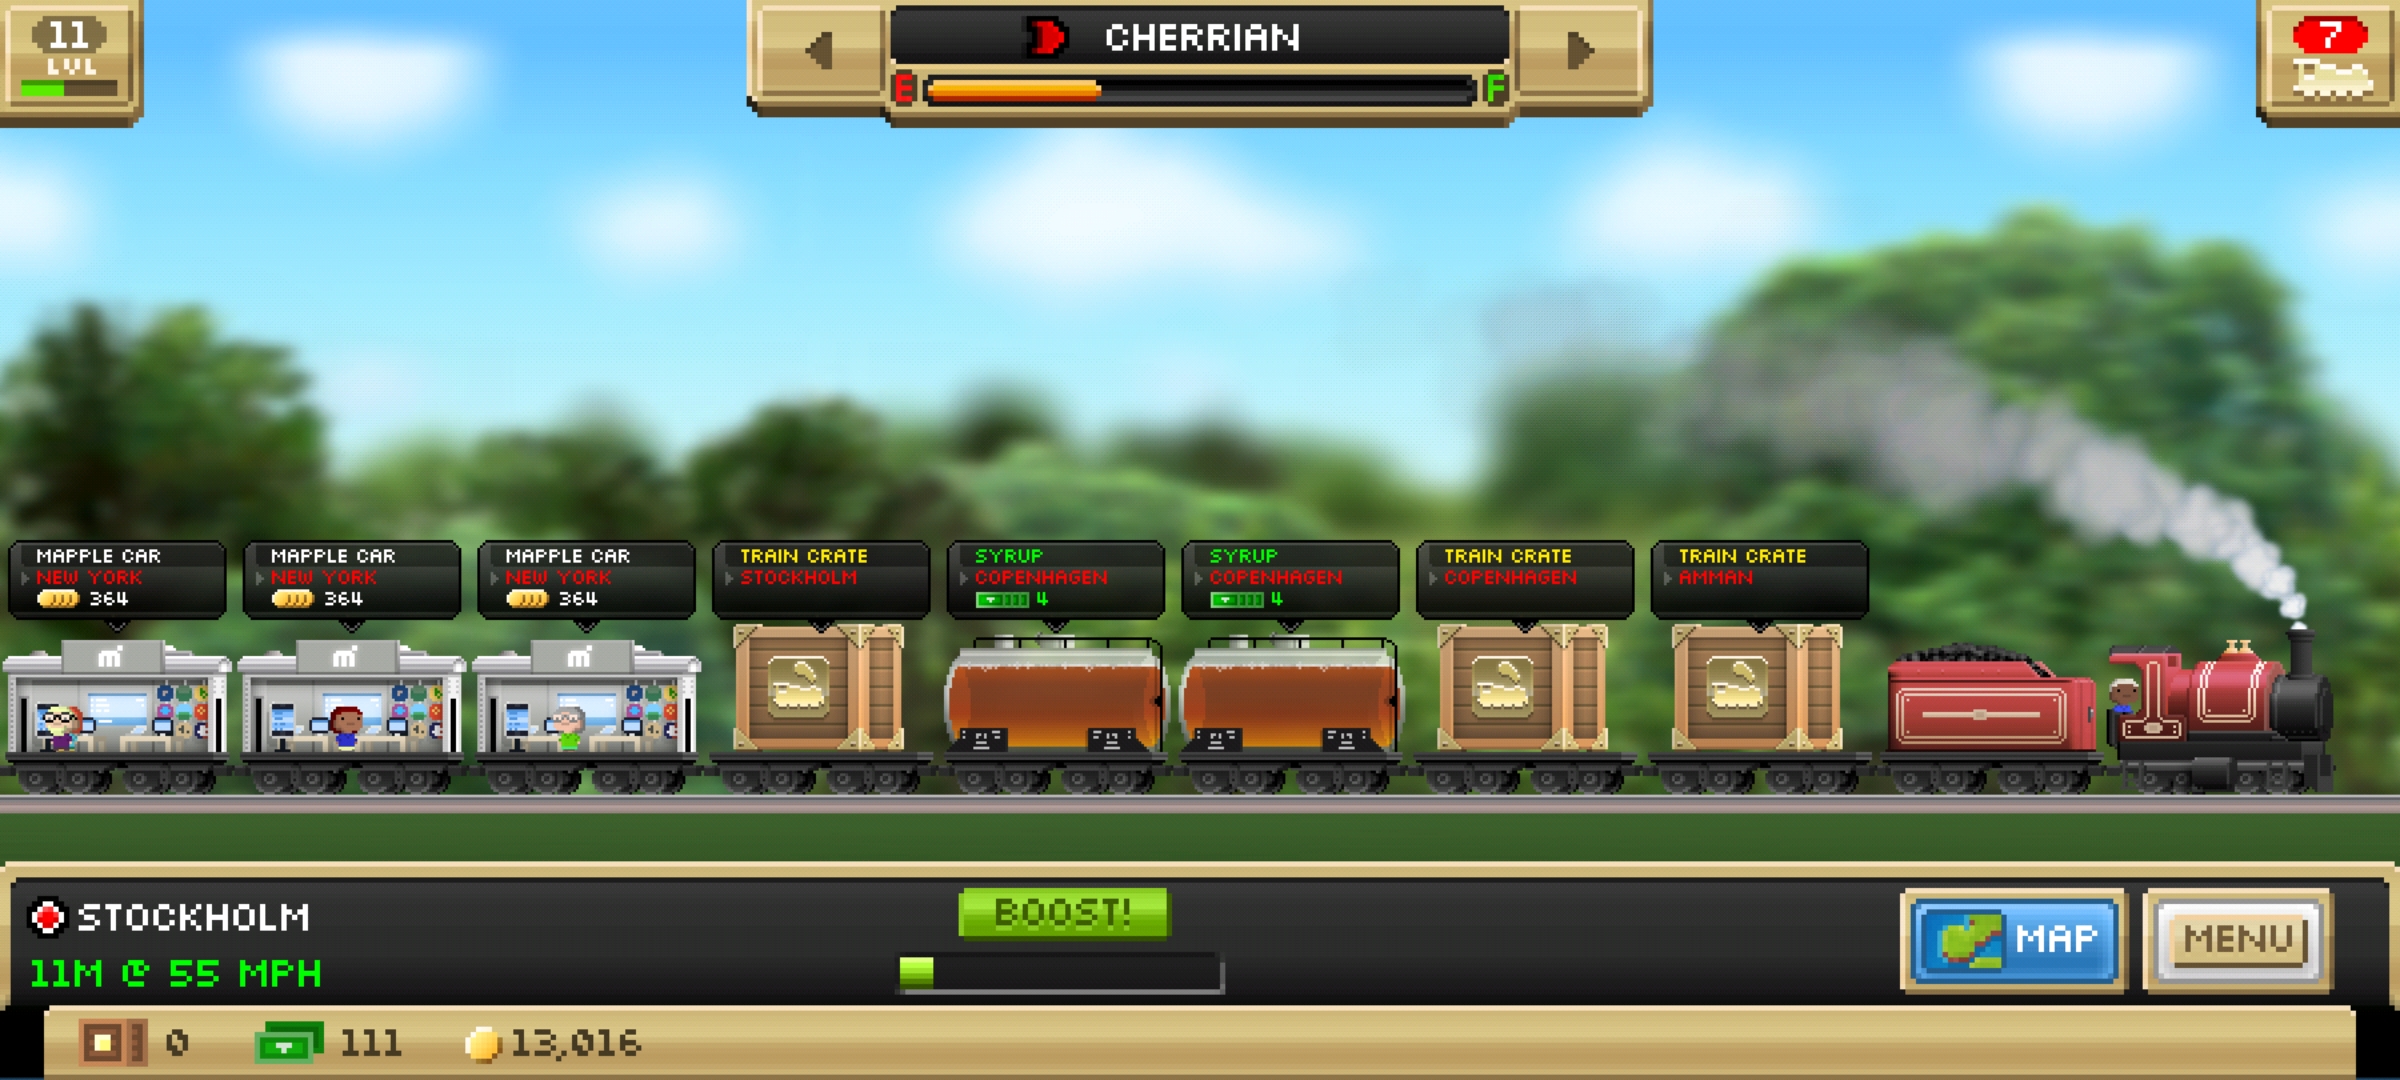 11
LVL
CHERRIAN
E
F
7
MAPPLE CAR
NEW YORK
364
MAPPLE CAR
NEW YORK
364
MAPPLE CAR
NEW YORK
364
TRAIN CRATE
STOCKHOLM
SYRUP
COPENHAGEN
4
SYRUP
COPENHAGEN
4
TRAIN CRATE
COPENHAGEN
TRAIN CRATE
AMMAN
m
m
m
STOCKHOLM
11M @ 55 MPH
BOOST!
MAP
MENU
0
111
13,016